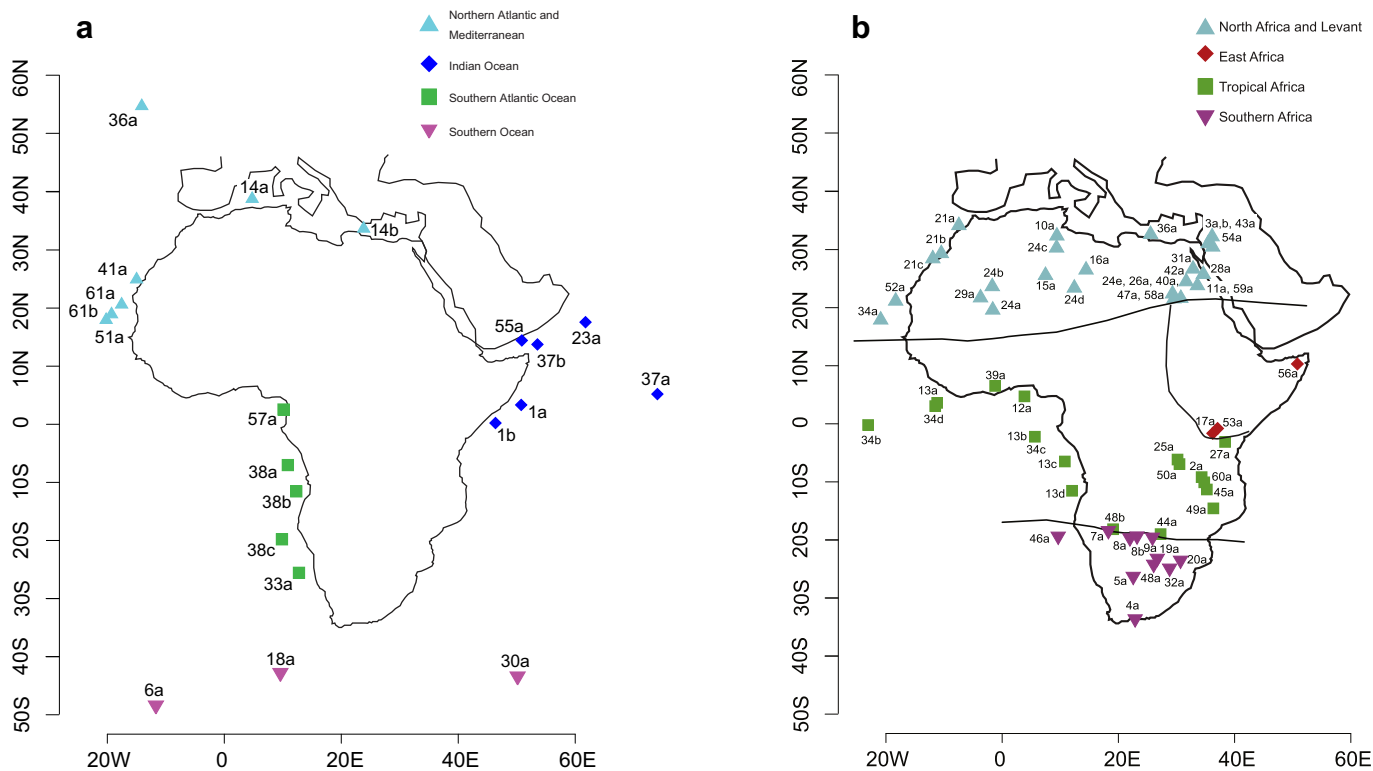 a
Northern Atlantic and
Mediterranean
Indian Ocean
Southern Atlantic Ocean
Southern Ocean
60N
50N
40N
30N
20N
10N
0
10S
20S
30S
40S
50S
36a
14a
14b
41a
61a
61b
51a
55a
23a
37b
37a
1a
1b
57a
38a
38b
38c
33a
18a
30a
6a
20W
0
20E
40E
60E
b
North Africa and Levant
East Africa
Tropical Africa
Southern Africa
60N
50N
40N
30N
20N
10N
0
10S
20S
30S
40S
50S
21a
10a
36a
3a,b, 43a
21b
24c
54a
21c
16a
31a
42a
28a
52a
24b
15a
24e, 26a, 40a,
29a
24d
11a, 59a
47a, 58a
34a
24a
56a
39a
13a
34d
12a
17a
53a
34b
13b
34c
27a
25a
13c
50a
2a
60a
13d
45a
49a
48b
44a
7a
46a
8a
8b
9a
19a
20a
5a
48a
32a
4a
20W
0
20E
40E
60E